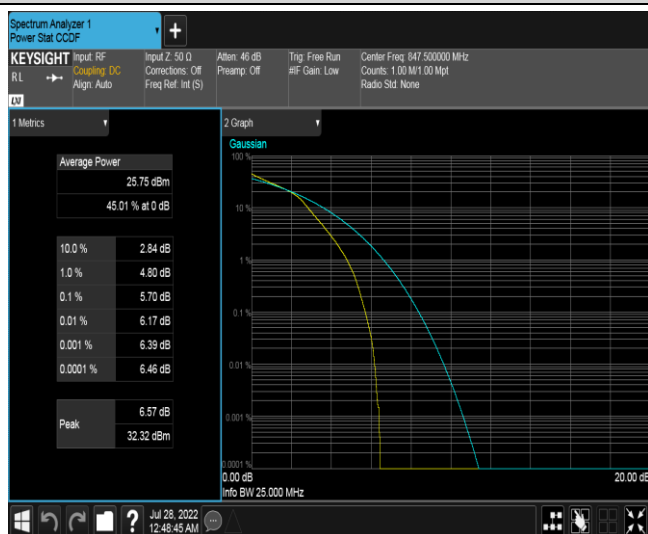 Spectrum Analyzer 1
Power Stat CCDF
+
KEYSIGHT
RL
LXI
Input: RF
Coupling: DC
Align: Auto
Input Z: 50 Ω
Corrections: Off
Freq Ref: Int (S)
Atten: 46 dB
Preamp: Off
Trig: Free Run
#IF Gain: Low
Center Freq: 847.500000 MHz
Counts: 1.00 M/1.00 Mpt
Radio Std: None
1 Metrics
Average Power
25.75 dBm
45.01 % at 0 dB
10.0 % 2.84 dB
1.0 % 4.80 dB
0.1 % 5.70 dB
0.01 % 6.17 dB
0.001 % 6.39 dB
0.0001 % 6.46 dB
Peak
6.57 dB
32.32 dBm
2 Graph
Gaussian
100 %
10 %
1 %
0.1 %
0.01 %
0.001 %
0.0001 %
0.00 dB
20.00 dB
Info BW 25.000 MHz
?
Jul 28, 2022
12:48:45 AM